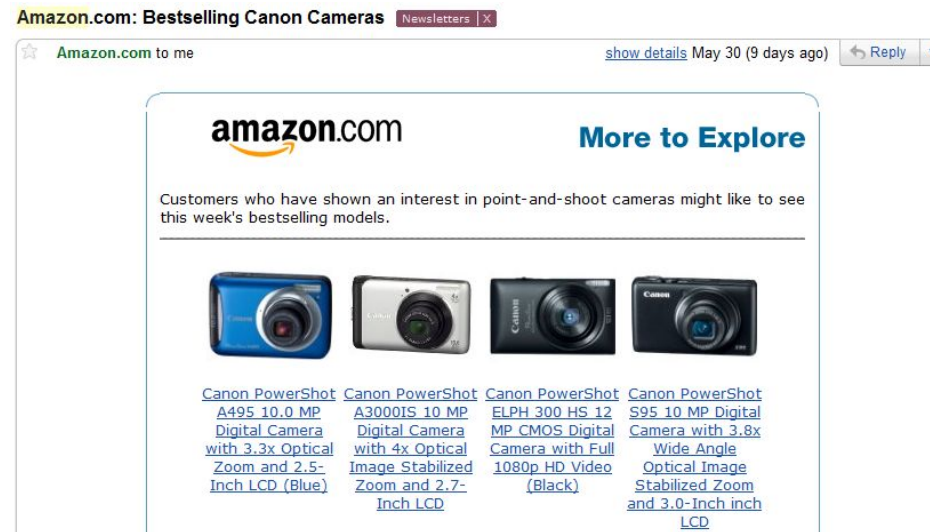 Amazon.com: Bestselling Canon Cameras Newsletters X
Amazon.com to me show details May 30 (9 days ago) Reply
amazon.com
More to Explore
Customers who have shown an interest in point-and-shoot cameras might like to see
this week's bestselling models.
Canon
Canon
Canon
Canon
Canon PowerShot
A495 10.0 MP
Digital Camera
with 3.3x Optical
Zoom and 2.5-
Inch LCD (Blue)
Canon PowerShot
A3000IS 10 MP
Digital Camera
with 4x Optical
Image Stabilized
Zoom and 2.7-
Inch LCD
Canon PowerShot
ELPH 300 HS 12
MP CMOS Digital
Camera with Full
1080p HD Video
(Black)
Canon PowerShot
S95 10 MP Digital
Camera with 3.8x
Wide Angle
Optical Image
Stabilized Zoom
and 3.0-Inch inch
LCD